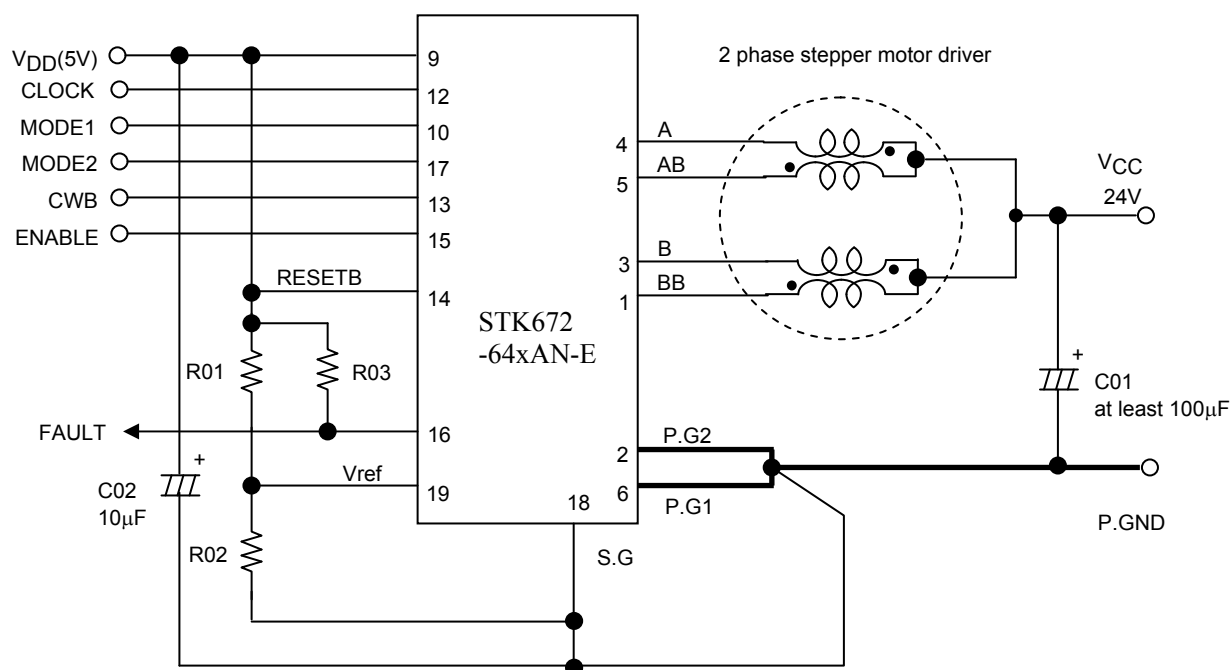 VDD(5V)
CLOCK
MODE1
MODE2
CWB
ENABLE
9
12
10
17
13
15
RESETB
14
R01
R03
FAULT
16
Vref
19
+
C02
10μF
R02
STK672
-64xAN-E
18
S.G
2 phase stepper motor driver
4
A
5
AB
3
B
1
BB
VCC
24V
+
C01
at least 100μF
2
P.G2
6
P.G1
P.GND